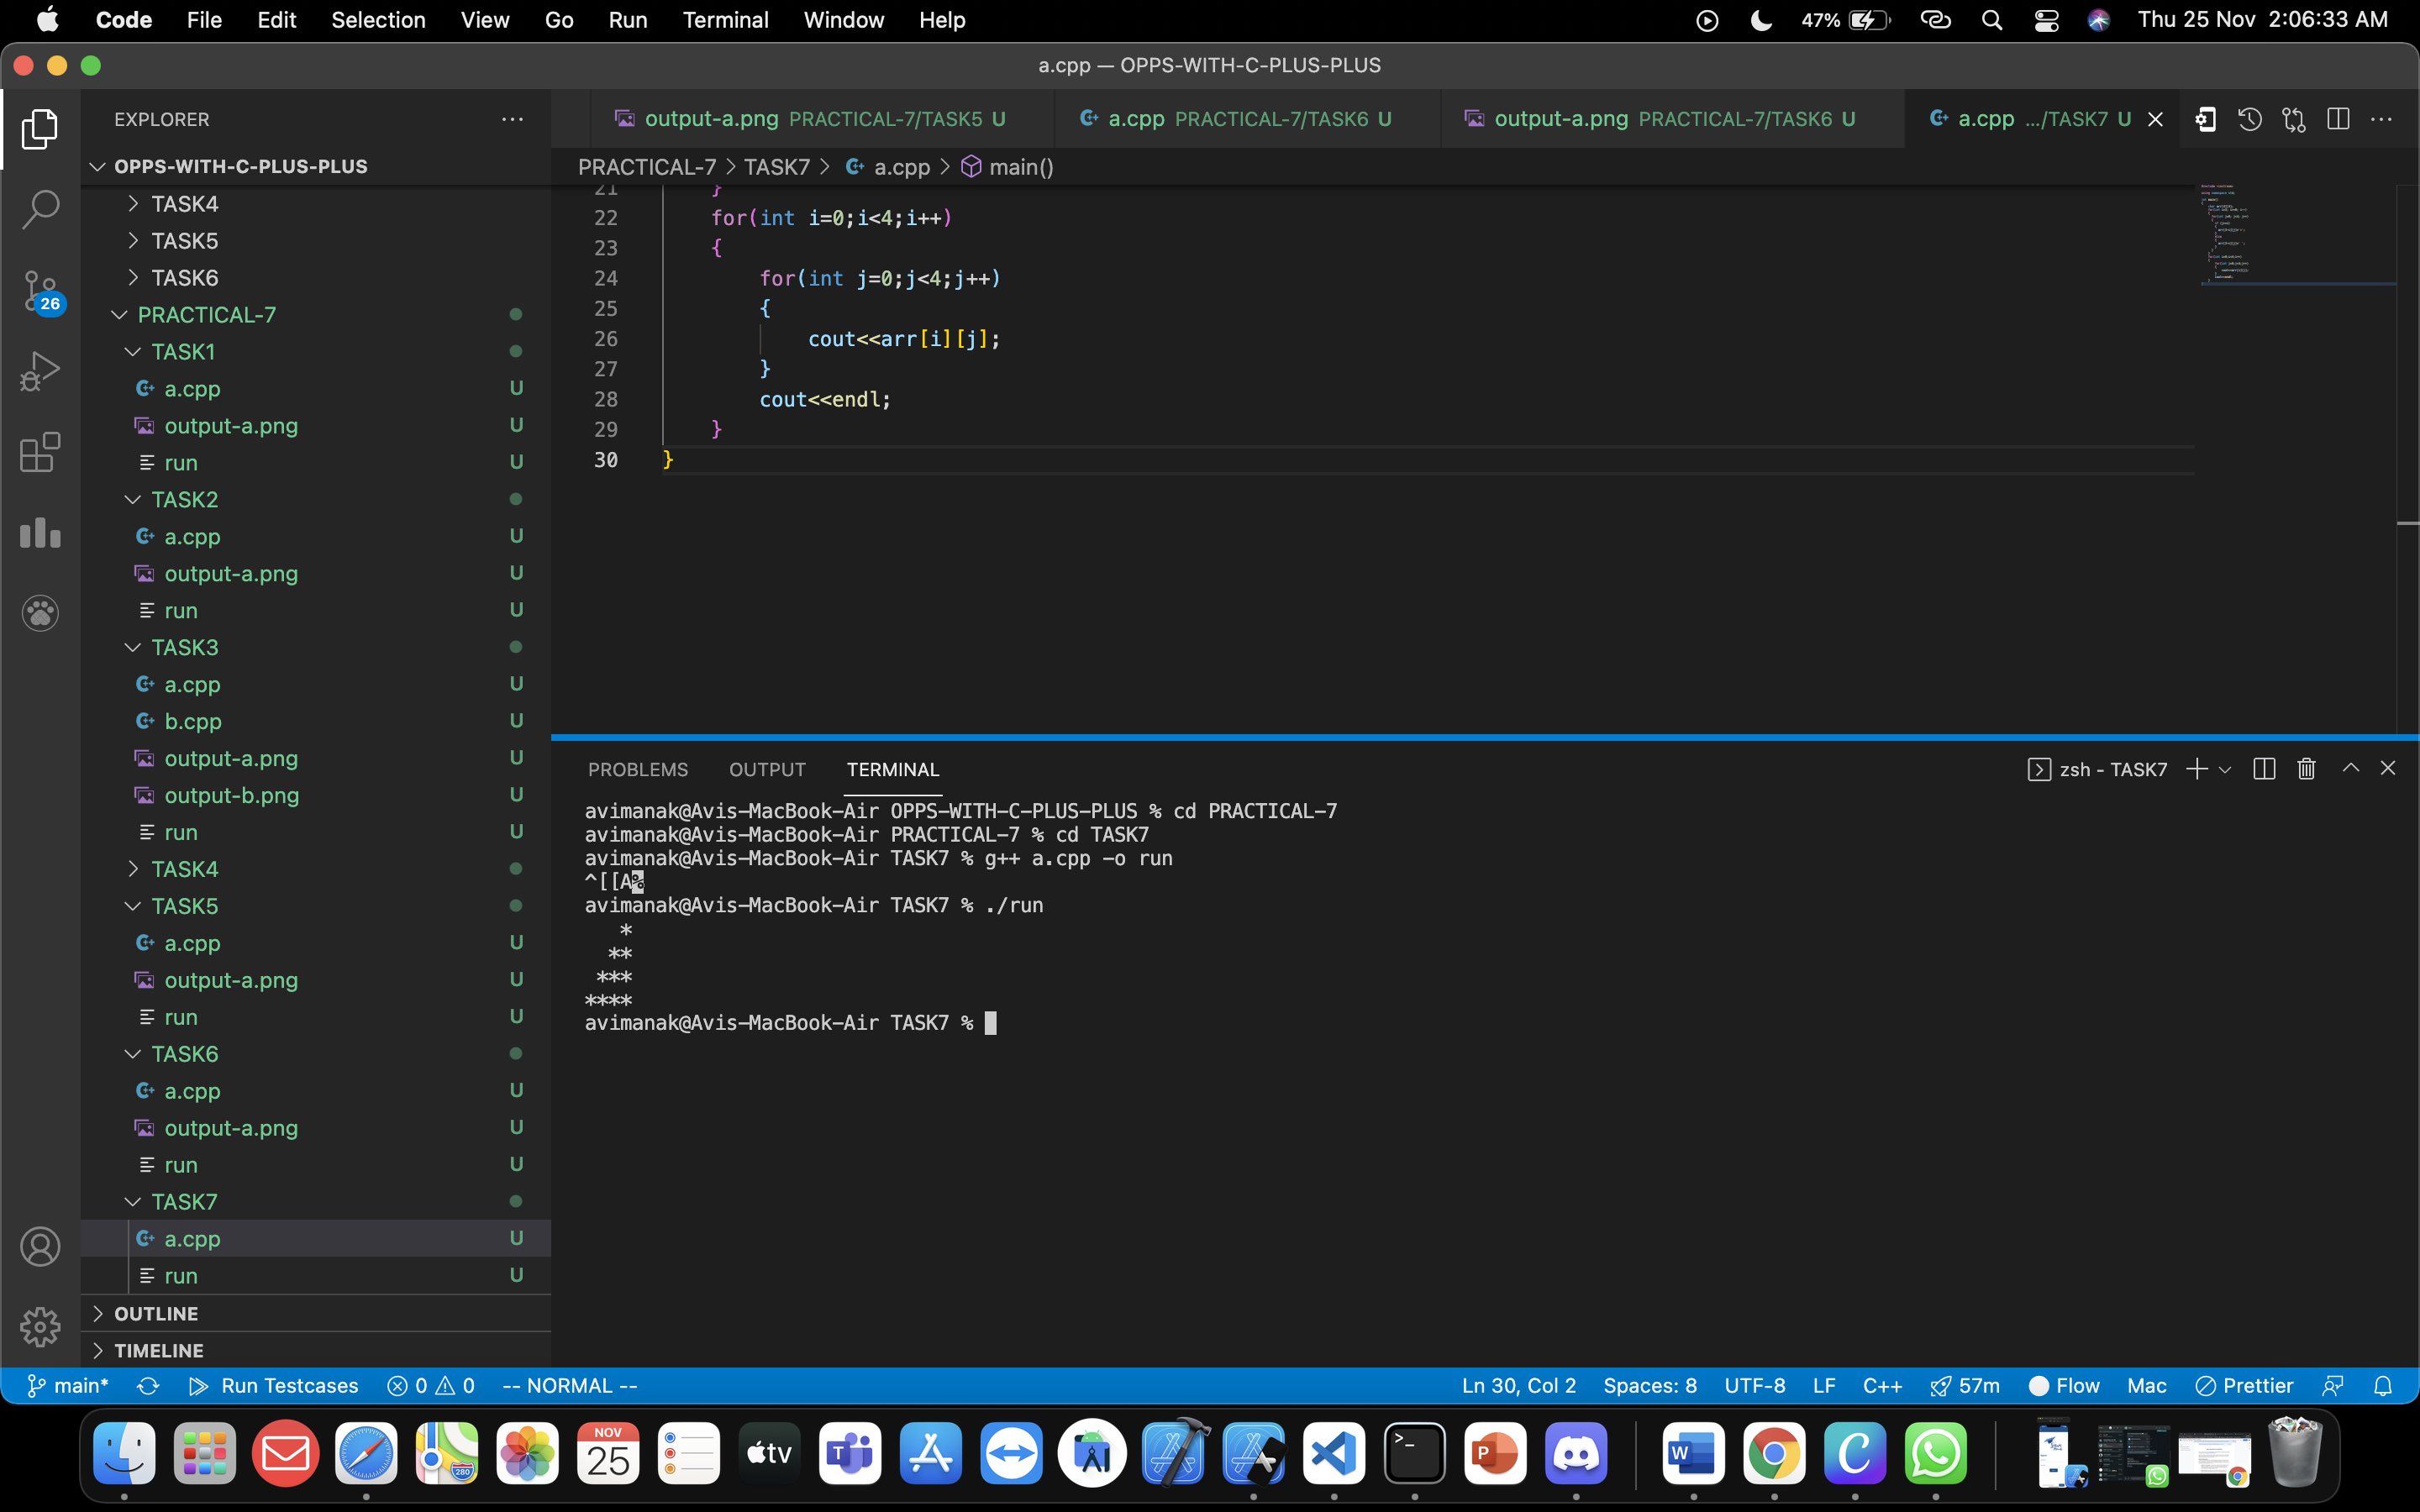 Code File Edit Selection View Go Run Terminal Window Help 47% Thu 25 Nov 2:06:33 AM
a.cpp — OPPS-WITH-C-PLUS-PLUS
EXPLORER
output-a.png PRACTICAL-7/TASK5 U a.cpp PRACTICAL-7/TASK6 U output-a.png PRACTICAL-7/TASK6 U a.cpp .../TASK7 U
OPPS-WITH-C-PLUS-PLUS
TASK4
TASK5
TASK6
PRACTICAL-7
TASK1
a.cpp U
output-a.png U
run U
TASK2
a.cpp U
output-a.png U
run U
TASK3
a.cpp U
b.cpp U
output-a.png U
output-b.png U
run U
TASK4
TASK5
a.cpp U
output-a.png U
run U
TASK6
a.cpp U
output-a.png U
run U
TASK7
a.cpp U
run U
OUTLINE
TIMELINE
26
PRACTICAL-7 > TASK7 > a.cpp > main()
21 }
22 for(int i=0;i<4;i++)
23 {
24 for(int j=0;j<4;j++)
25 {
26 cout<<arr[i][j];
27 }
28 cout<<endl;
29 }
30 }
PROBLEMS OUTPUT TERMINAL zsh - TASK7
avimanak@Avis-MacBook-Air OPPS-WITH-C-PLUS-PLUS % cd PRACTICAL-7
avimanak@Avis-MacBook-Air PRACTICAL-7 % cd TASK7
avimanak@Avis-MacBook-Air TASK7 % g++ a.cpp -o run
^[[A%
avimanak@Avis-MacBook-Air TASK7 % ./run
   *
  **
 ***
****
avimanak@Avis-MacBook-Air TASK7 %
main* Run Testcases 0 0 -- NORMAL -- Ln 30, Col 2 Spaces: 8 UTF-8 LF C++ 57m Flow Mac Prettier
NOV
25
280
tv
T
>_
P
W
C